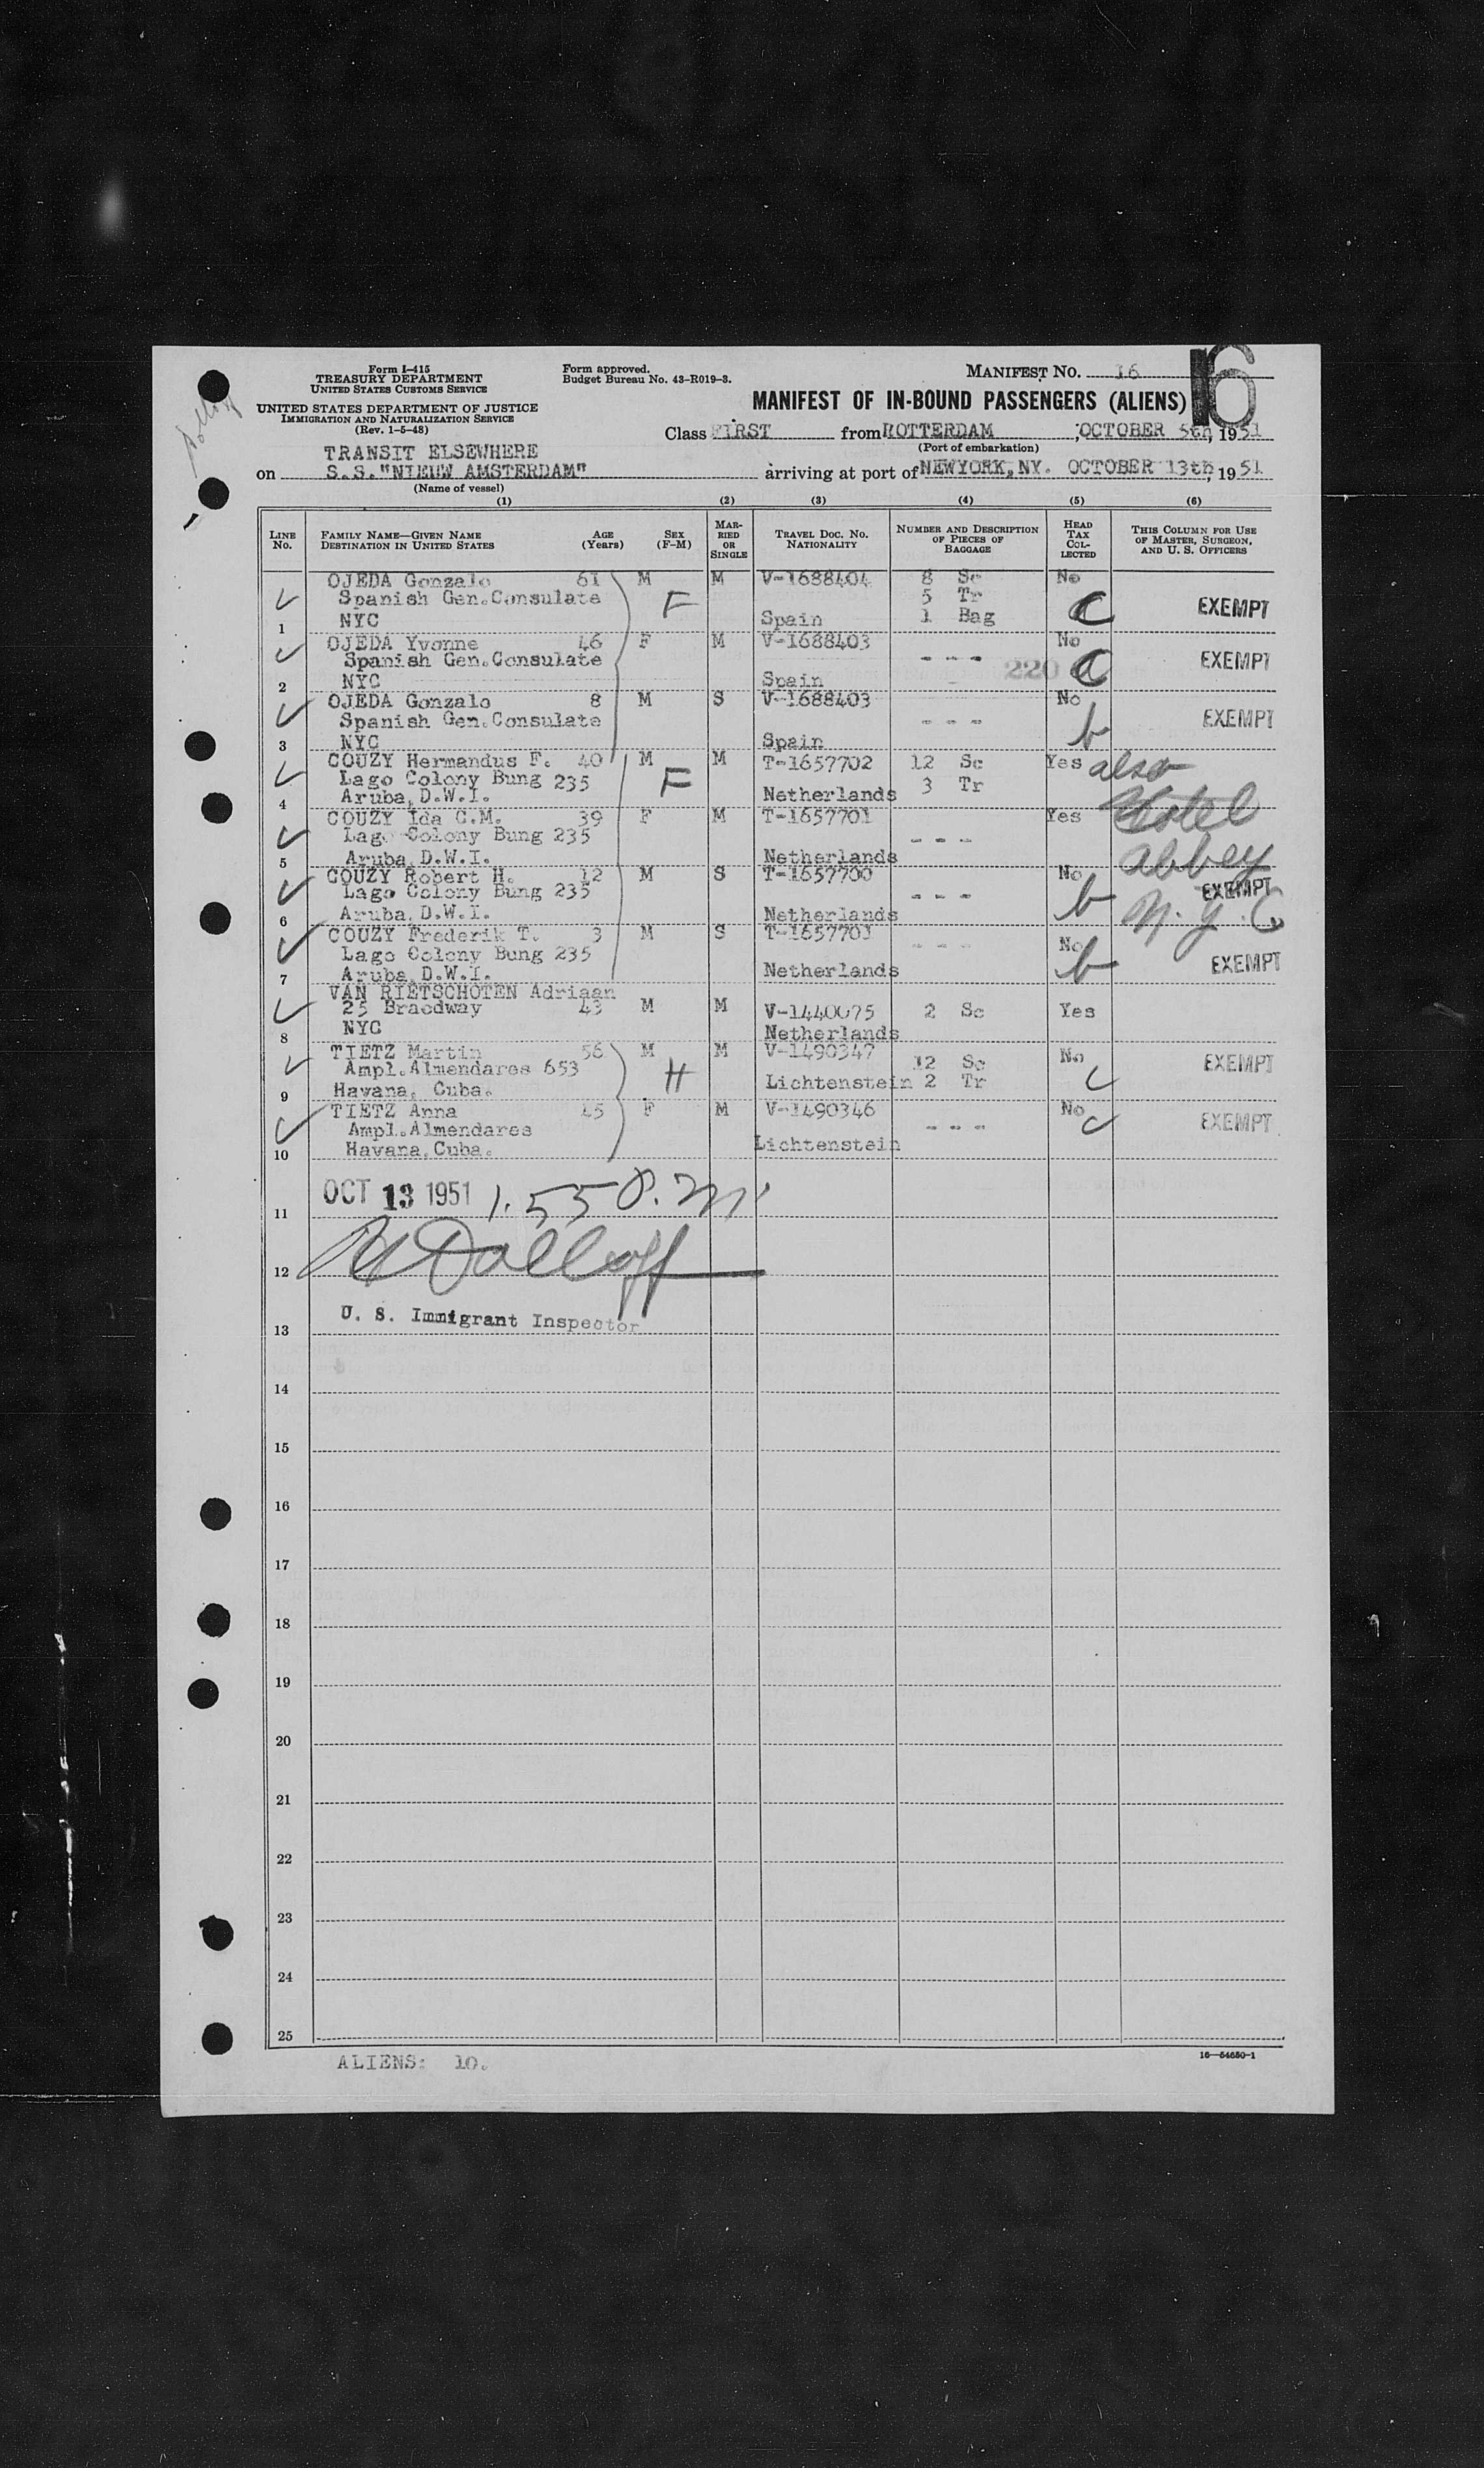 Form I-415
TREASURY DEPARTMENT
UNITED STATES CUSTOMS SERVICE
UNITED STATES DEPARTMENT OF JUSTICE
IMMIGRATION AND NATURALIZATION SERVICE
(Rev. 1-5-48)
Form approved.
Budget Bureau No. 43-R019-3.
MANIFEST NO. 16
16
MANIFEST OF IN-BOUND PASSENGERS (ALIENS)
Class FIRST from ROTTERDAM , OCTOBER 5th, 1951
(Port of embarkation)
TRANSIT ELSEWHERE
on S.S."NIEUW AMSTERDAM" arriving at port of NEWYORK, NY. OCTOBER 13th, 1951
(Name of vessel)
(1) (2) (3) (4) (5) (6)
LINE No. FAMILY NAME—GIVEN NAME DESTINATION IN UNITED STATES AGE (Years) SEX (F-M) MARRIED OR SINGLE TRAVEL DOC. NO. NATIONALITY NUMBER AND DESCRIPTION OF PIECES OF BAGGAGE HEAD TAX COLLECTED THIS COLUMN FOR USE OF MASTER, SURGEON, AND U. S. OFFICERS
OJEDA Gonzalo 61 M M V-1688404 8 Sc No
Spanish Gen.Consulate F 5 Tr C EXEMPT
1 NYC Spain 1 Bag
OJEDA Yvonne 46 F M V-1688403 No
Spanish Gen.Consulate - - - 220 C EXEMPT
2 NYC Spain
OJEDA Gonzalo 8 M S V-1688403 No
Spanish Gen.Consulate - - - b EXEMPT
3 NYC Spain
COUZY Hermandus F. 40 M M T-1657702 12 Sc Yes also
Lago Colony Bung 235 F 3 Tr
4 Aruba, D.W.I. Netherlands Hotel
COUZY Ida C.M. 39 F M T-1657701 Yes
Lago Colony Bung 235 - - -
5 Aruba, D.W.I. Netherlands Abbey
COUZY Robert H. 12 M S T-1657700 No
Lago Colony Bung 235 - - - b EXEMPT
6 Aruba, D.W.I. Netherlands N.Y.C
COUZY Frederik T. 3 M S T-1657703 No
Lago Colony Bung 235 - - - b EXEMPT
7 Aruba, D.W.I. Netherlands
VAN RIETSCHOTEN Adriaan
25 Braodway 43 M M V-1440075 2 Sc Yes
8 NYC Netherlands
TIETZ Martin 56 M M V-1490347 No
Ampl.Almendares 653 H 12 Sc C EXEMPT
9 Havana, Cuba. Lichtenstein 2 Tr
TIETZ Anna 45 F M V-1490346 No
Ampl.Almendares - - - C EXEMPT
10 Havana, Cuba. Lichtenstein
11 OCT 13 1951 1.55 P.M.
12
13 U. S. Immigrant Inspector
14
15
16
17
18
19
20
21
22
23
24
25
ALIENS: 10.
16—54650-1